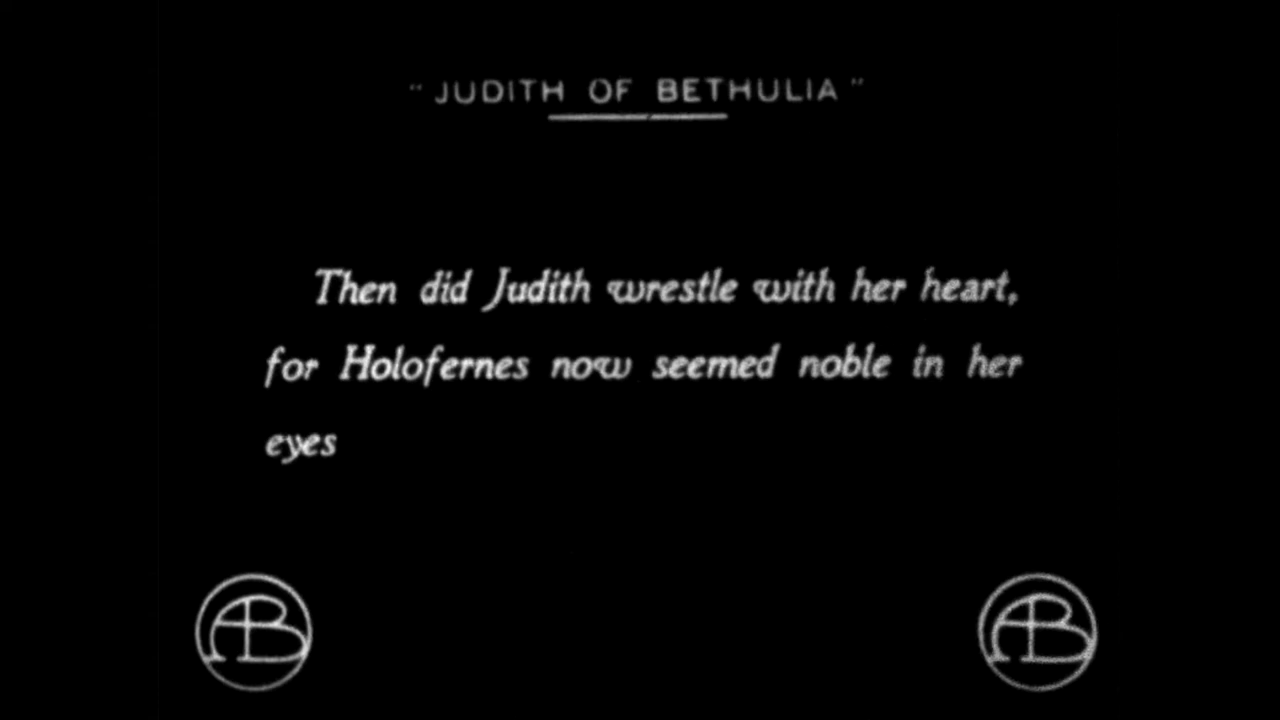 "JUDITH OF BETHULIA"
Then did Judith wrestle with her heart,
for Holofernes now seemed noble in her
eyes
AB AB